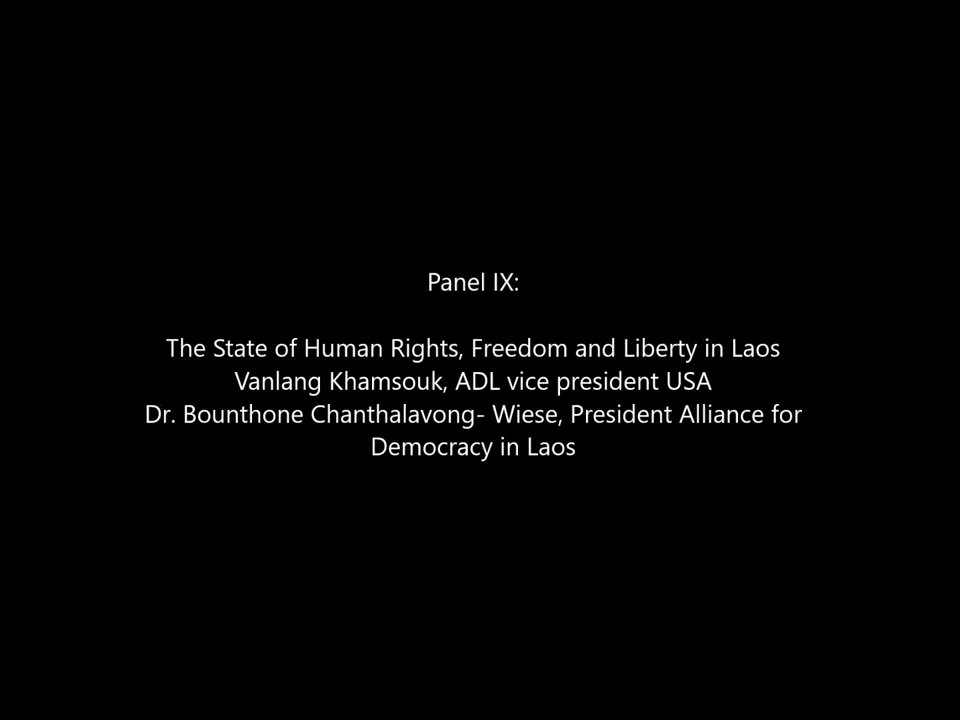 Panel IX:
The State of Human Rights, Freedom and Liberty in Laos
Vanlang Khamsouk, ADL vice president USA
Dr. Bounthone Chanthalavong- Wiese, President Alliance for
Democracy in Laos